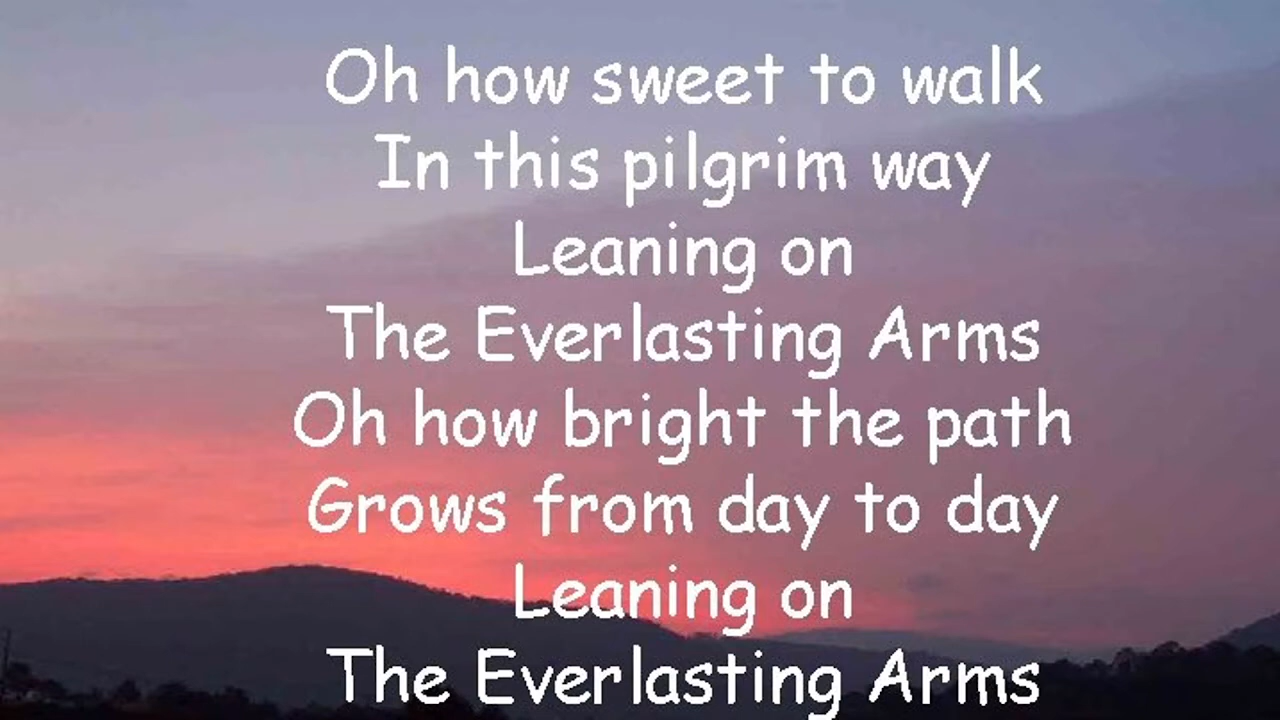 Oh how sweet to walk
In this pilgrim way
Leaning on
The Everlasting Arms
Oh how bright the path
Grows from day to day
Leaning on
The Everlasting Arms